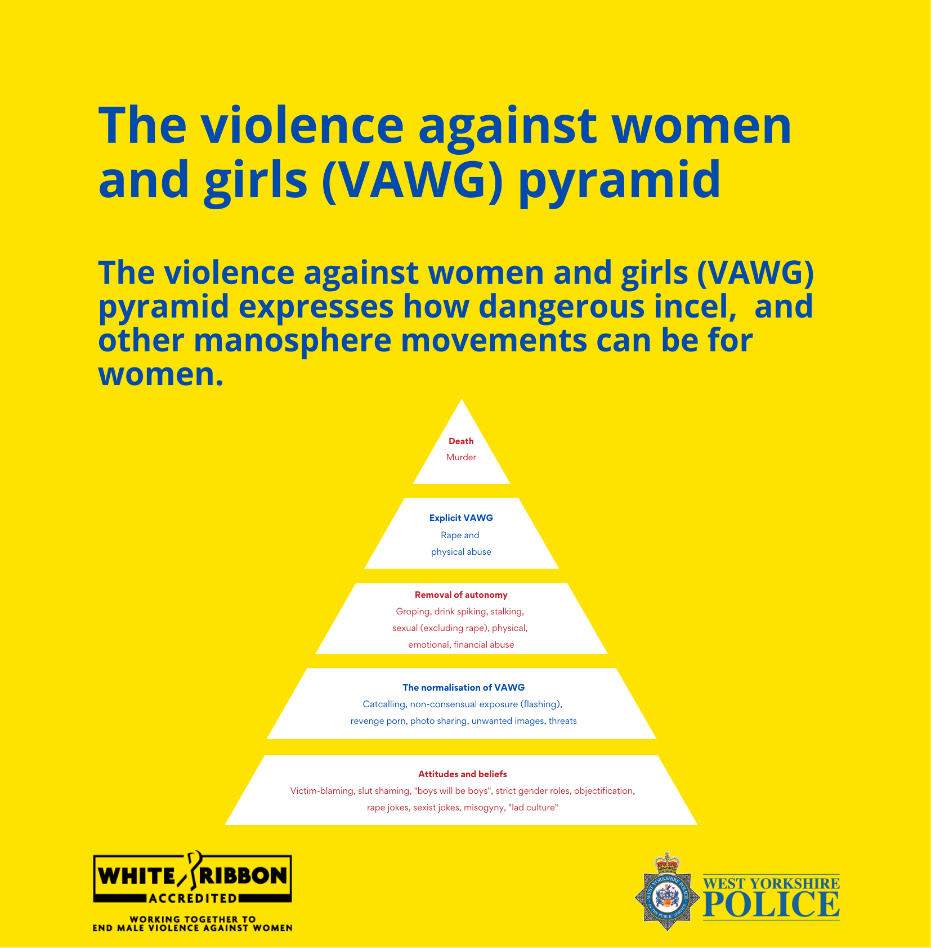 The violence against women
and girls (VAWG) pyramid
The violence against women and girls (VAWG)
pyramid expresses how dangerous incel,  and
other manosphere movements can be for
women.
Death
Murder
Explicit VAWG
Rape and
physical abuse
Removal of autonomy
Groping, drink spiking, stalking,
sexual (excluding rape), physical,
emotional, financial abuse
The normalisation of VAWG
Catcalling, non-consensual exposure (flashing),
revenge porn, photo sharing, unwanted images, threats
Attitudes and beliefs
Victim-blaming, slut shaming, "boys will be boys", strict gender roles, objectification,
rape jokes, sexist jokes, misogyny, "lad culture"
WHITE RIBBON
ACCREDITED
WORKING TOGETHER TO
END MALE VIOLENCE AGAINST WOMEN
WEST YORKSHIRE
POLICE